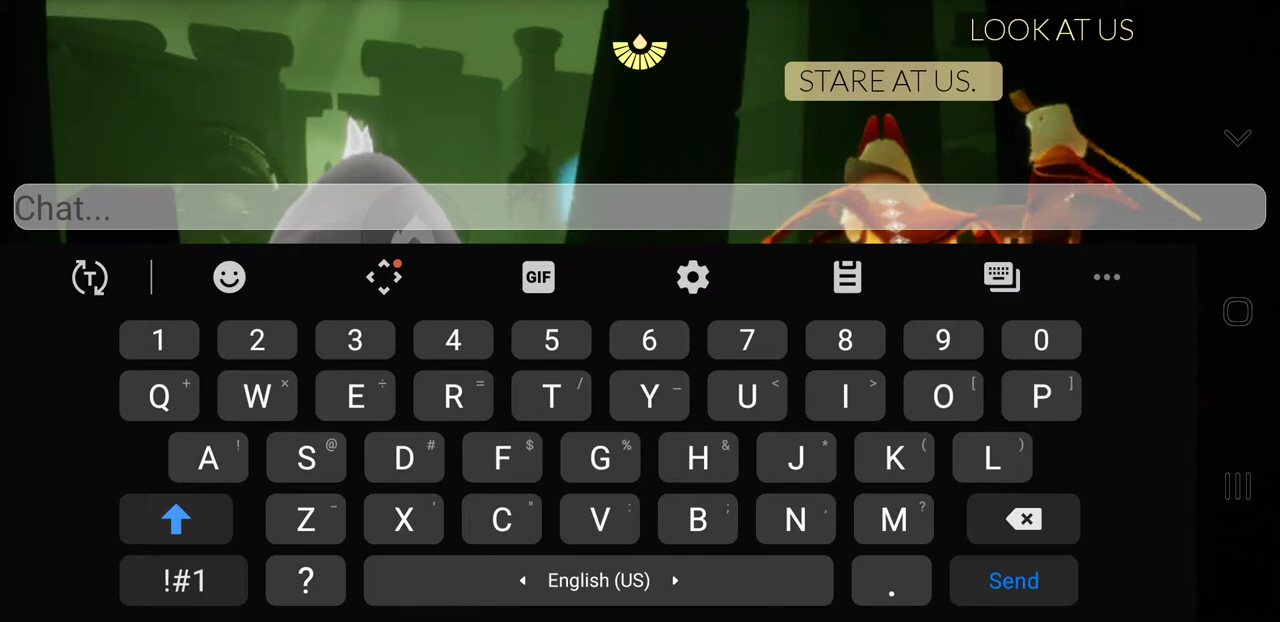 LOOK AT US
STARE AT US.
Chat...
T GIF
1 2 3 4 5 6 7 8 9 0
Q + W × E ÷ R = T / Y _ U < I > O [ P ]
A ! S @ D # F $ G % H & J * K ( L )
Z - X ' C " V : B ; N , M ?
!#1 ? English (US) . Send